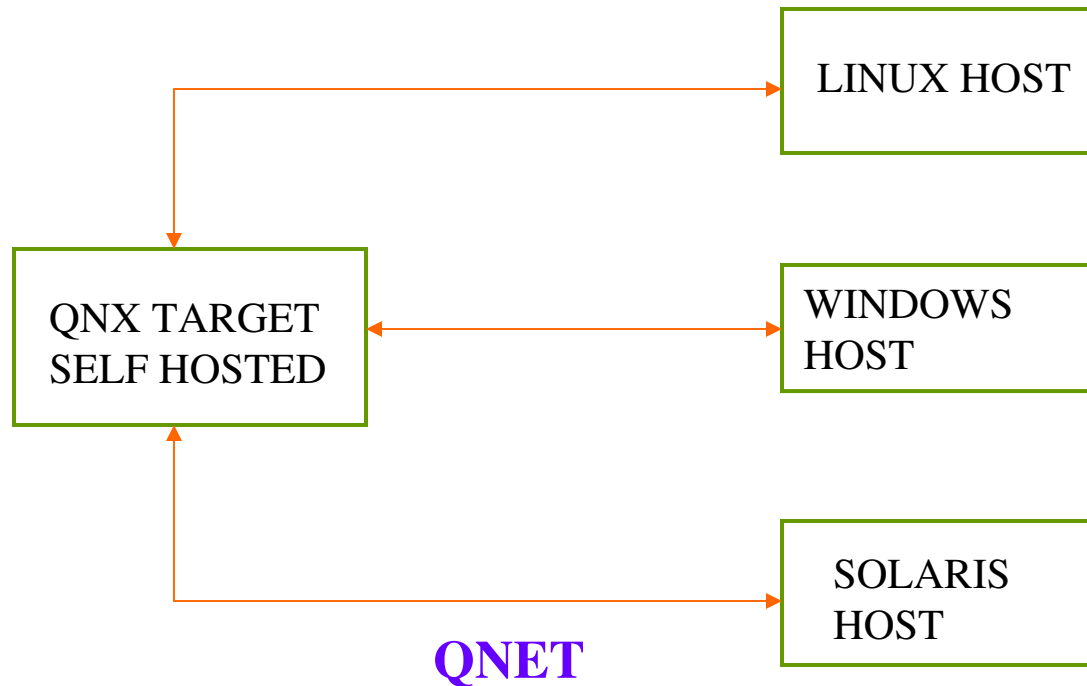 LINUX HOST
QNX TARGET
SELF HOSTED
WINDOWS
HOST
SOLARIS
HOST
QNET